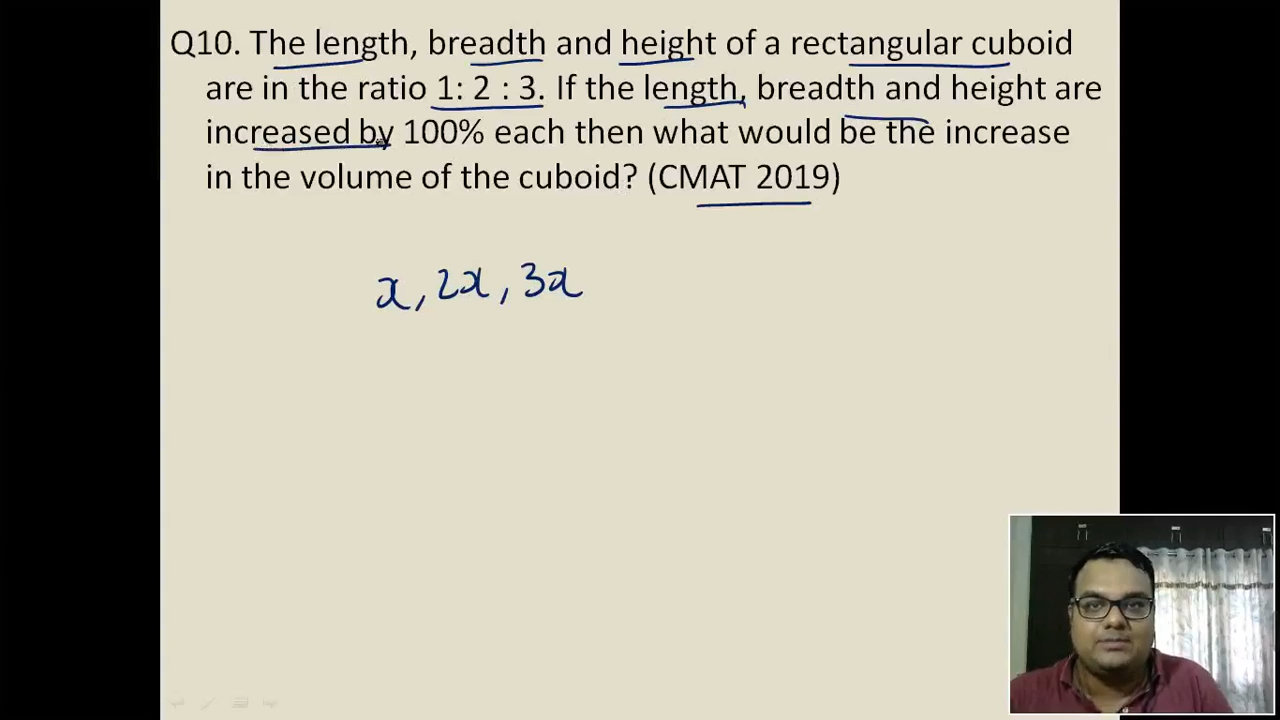 Q10. The length, breadth and height of a rectangular cuboid
are in the ratio 1: 2 : 3. If the length, breadth and height are
increased by 100% each then what would be the increase
in the volume of the cuboid? (CMAT 2019)
x, 2x, 3x